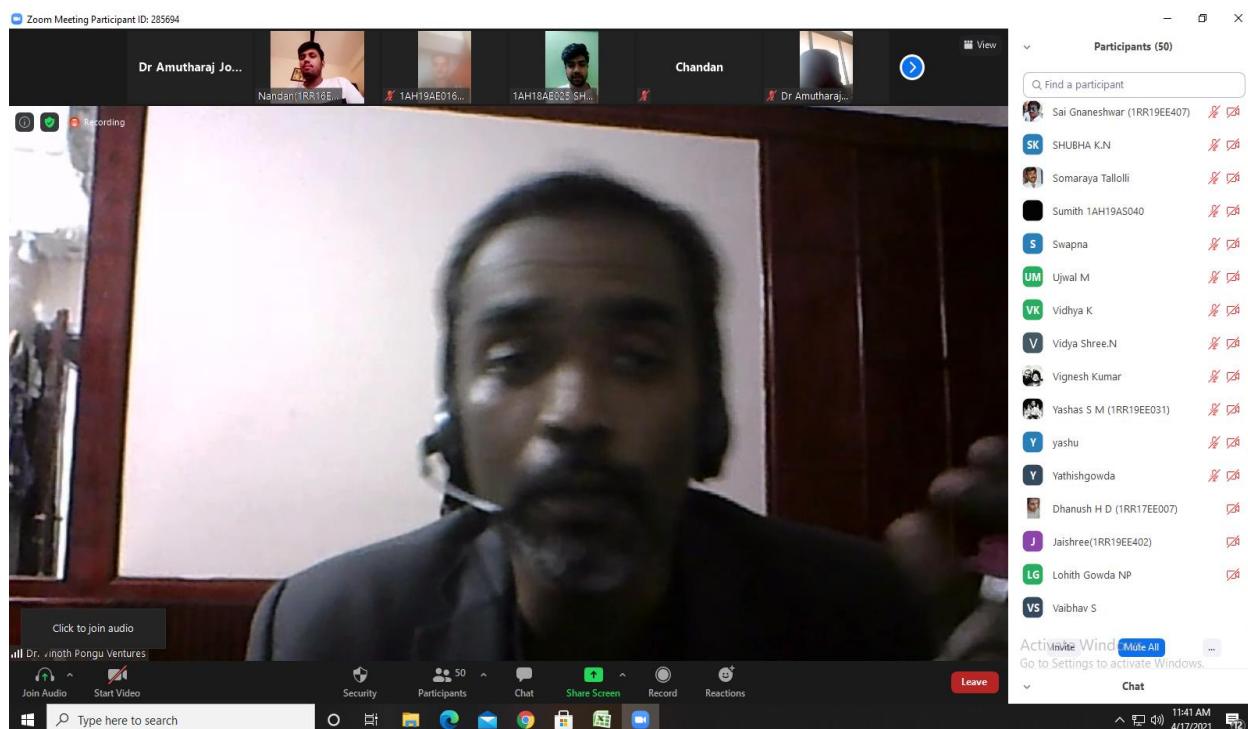 Zoom Meeting Participant ID: 285694
Dr Amutharaj Jo...
Nandan(1RR16E...
1AH19AE016...
1AH18AE025 SH...
Chandan
Dr Amutharaj...
View
Recording
Participants (50)
Find a participant
Sai Gnaneshwar (1RR19EE407)
SK SHUBHA K.N
Somaraya Tallolli
Sumith 1AH19AS040
S Swapna
UM Ujwal M
VK Vidhya K
V Vidya Shree.N
Vignesh Kumar
Yashas S M (1RR19EE031)
Y yashu
Y Yathishgowda
Dhanush H D (1RR17EE007)
J Jaishree(1RR19EE402)
LG Lohith Gowda NP
VS Vaibhav S
Activate Windows
Invite Mute All ...
Go to Settings to activate Windows.
Chat
Click to join audio
Dr. Vinoth Pongu Ventures
Join Audio Start Video Security Participants 50 Chat Share Screen Record Reactions Leave
Type here to search
11:41 AM
4/17/2021
12